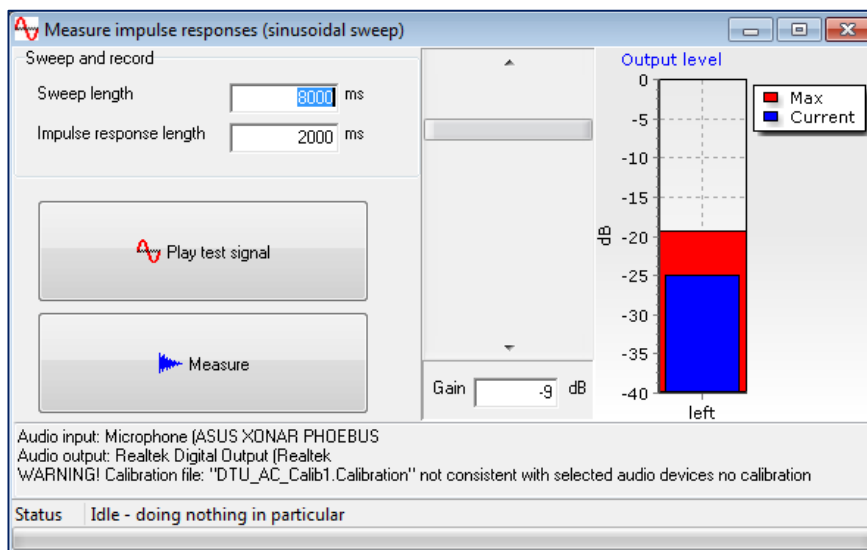 Measure impulse responses (sinusoidal sweep)
Sweep and record
Sweep length 8000 ms
Impulse response length 2000 ms
Play test signal
Measure
Gain -9 dB
Output level
0
-5
-10
-15
-20
-25
-30
-35
-40
dB
left
Max
Current
Audio input: Microphone (ASUS XONAR PHOEBUS
Audio output: Realtek Digital Output (Realtek
WARNING! Calibration file: "DTU_AC_Calib1.Calibration" not consistent with selected audio devices no calibration
Status Idle - doing nothing in particular